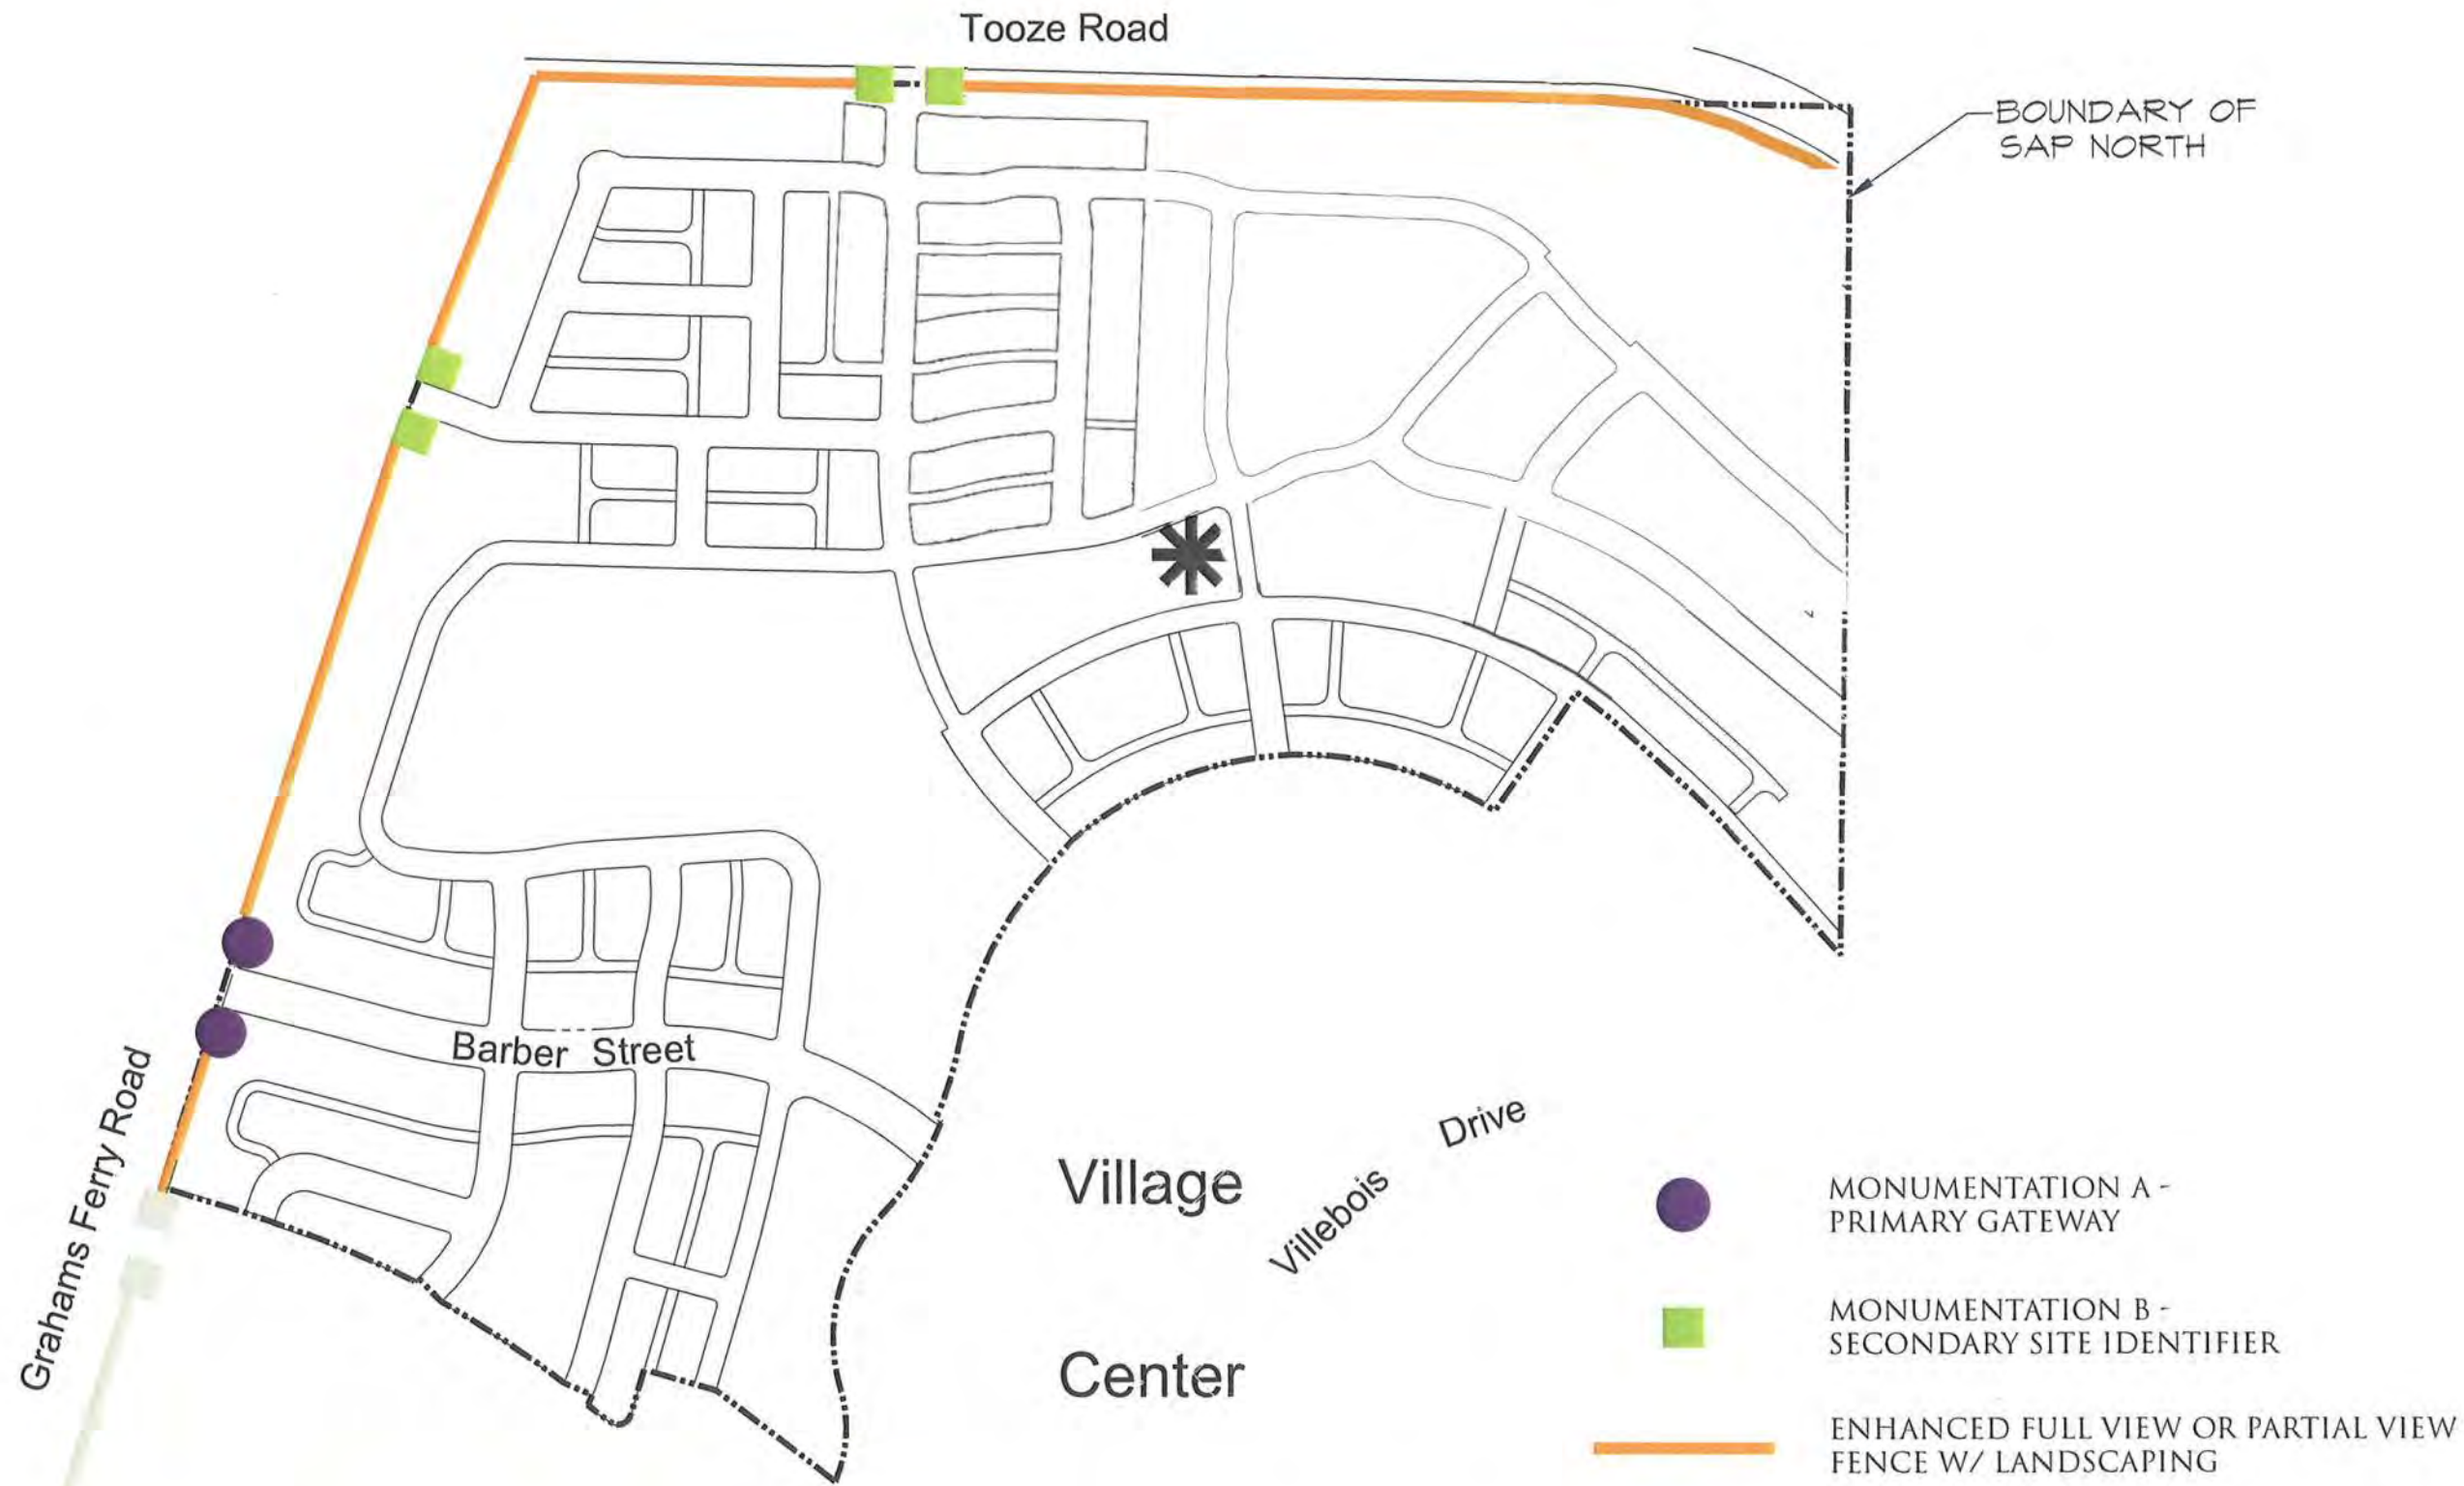 Tooze Road
BOUNDARY OF
SAP NORTH
Barber Street
Grahams Ferry Road
Village
Center
Villebois Drive
MONUMENTATION A -
PRIMARY GATEWAY
MONUMENTATION B -
SECONDARY SITE IDENTIFIER
ENHANCED FULL VIEW OR PARTIAL VIEW
FENCE W/ LANDSCAPING